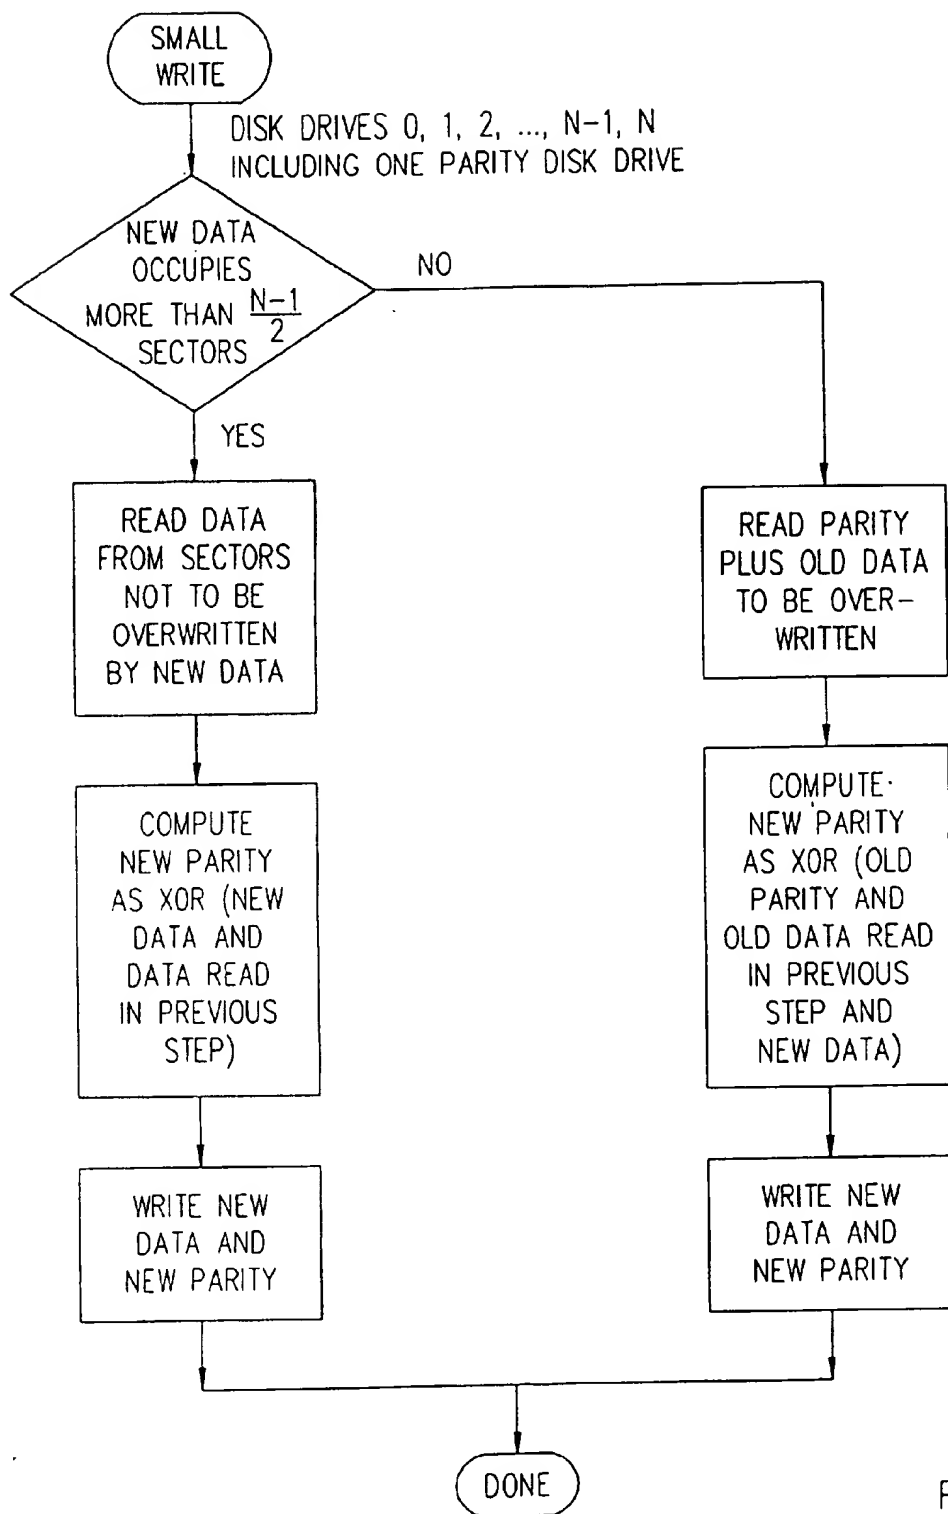 SMALL
WRITE
DISK DRIVES 0, 1, 2, ..., N-1, N
INCLUDING ONE PARITY DISK DRIVE
NEW DATA
OCCUPIES
MORE THAN N-1/2
SECTORS
NO
YES
READ DATA
FROM SECTORS
NOT TO BE
OVERWRITTEN
BY NEW DATA
READ PARITY
PLUS OLD DATA
TO BE OVER-
WRITTEN
COMPUTE
NEW PARITY
AS XOR (NEW
DATA AND
DATA READ
IN PREVIOUS
STEP)
COMPUTE
NEW PARITY
AS XOR (OLD
PARITY AND
OLD DATA READ
IN PREVIOUS
STEP AND
NEW DATA)
WRITE NEW
DATA AND
NEW PARITY
WRITE NEW
DATA AND
NEW PARITY
DONE